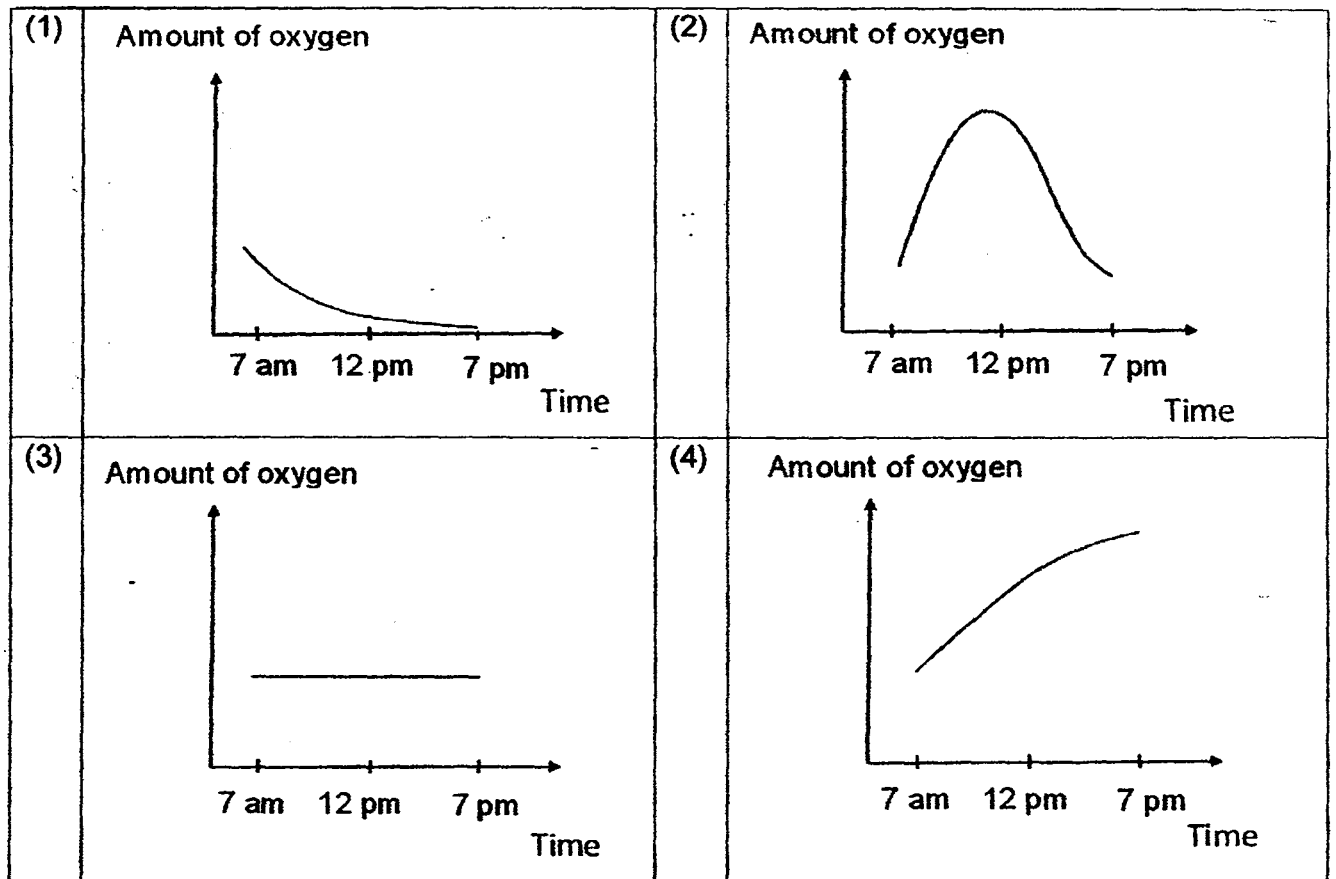 (1)
Amount of oxygen
7 am 12 pm 7 pm
Time
(2)
Amount of oxygen
7 am 12 pm 7 pm
Time
(3)
Amount of oxygen
7 am 12 pm 7 pm
Time
(4)
Amount of oxygen
7 am 12 pm 7 pm
Time